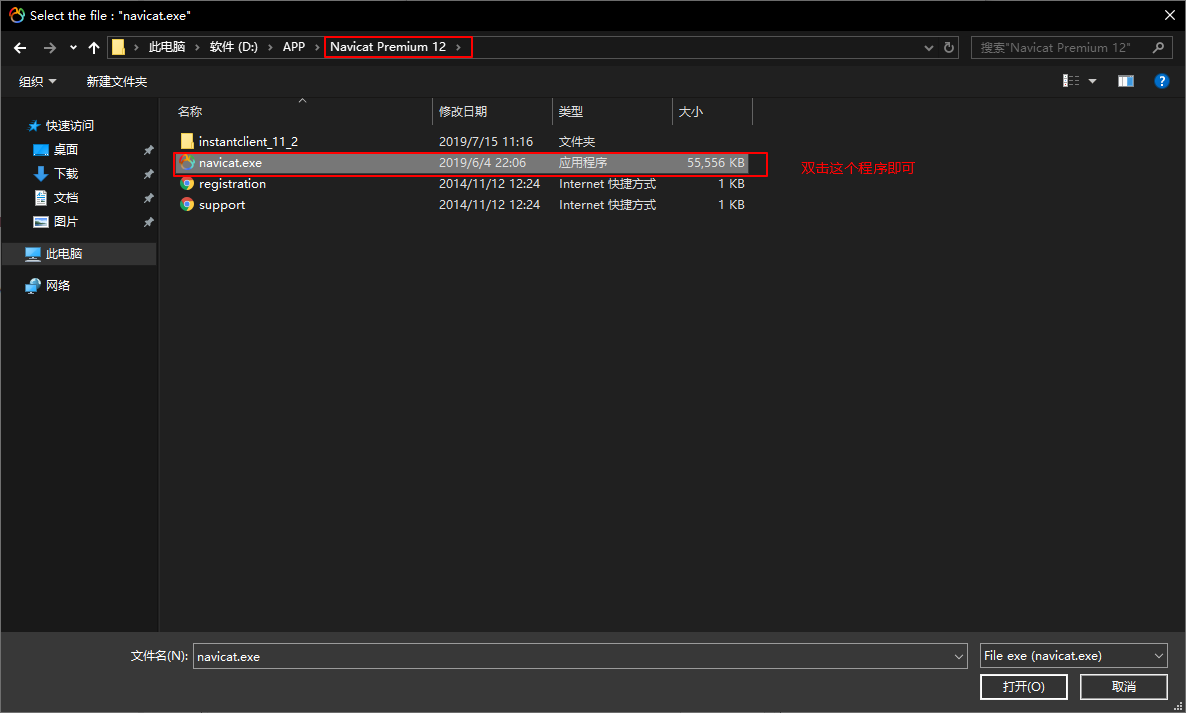 Select the file : "navicat.exe"
此电脑 软件 (D:) APP Navicat Premium 12
搜索"Navicat Premium 12"
组织 新建文件夹
名称 修改日期 类型 大小
快速访问
桌面
下载
文档
图片
此电脑
网络
instantclient_11_2 2019/7/15 11:16 文件夹
navicat.exe 2019/6/4 22:06 应用程序 55,556 KB
双击这个程序即可
registration 2014/11/12 12:24 Internet 快捷方式 1 KB
support 2014/11/12 12:24 Internet 快捷方式 1 KB
文件名(N): navicat.exe File exe (navicat.exe)
打开(O) 取消